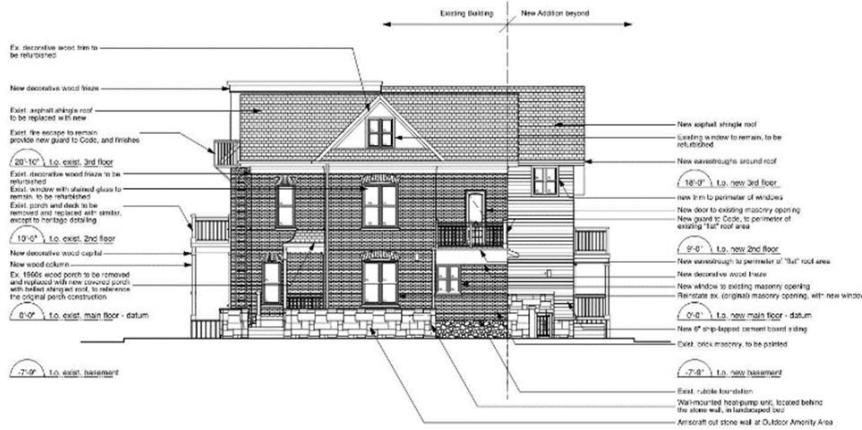 Existing Building
New Addition beyond
Ex. decorative wood trim to
be refurbished
New decorative wood frieze
Exist. asphalt shingle roof
to be replaced with new
Exist. fire escape to remain
provide new guard to Code, and finishes
20'-10" t.o. exist. 3rd floor
Exist. decorative wood frieze to be
refurbished
Exist. window with stained glass to
remain, to be refurbished
Exist. porch and deck to be
removed and replaced with similar,
except to heritage detailing
10'-5" t.o. exist. 2nd floor
New decorative wood capital
New wood column
Ex. 1960s wood porch to be removed
and replaced with new covered porch
with belled shingled roof, to reference
the original porch construction
0'-0" t.o. exist. main floor - datum
-7'-9" t.o. exist. basement
New asphalt shingle roof
Existing window to remain, to be
refurbished
New eavestroughs around roof
18'-0" t.o. new 3rd floor
new trim to perimeter of windows
New door to existing masonry opening
New guard to Code, to perimeter of
existing "flat" roof area
9'-0" t.o. new 2nd floor
New eavestrough to perimeter of "flat" roof area
New decorative wood frieze
New window to existing masonry opening
Reinstate ex. (original) masonry opening, with new window
0'-0" t.o. new main floor - datum
New 6" ship-lapped cement board siding
Exist. brick masonry, to be painted
-7'-9" t.o. new basement
Exist. rubble foundation
Wall-mounted heat-pump unit, located behind
the stone wall, in landscaped bed
Arriscraft cut stone wall at Outdoor Amenity Area